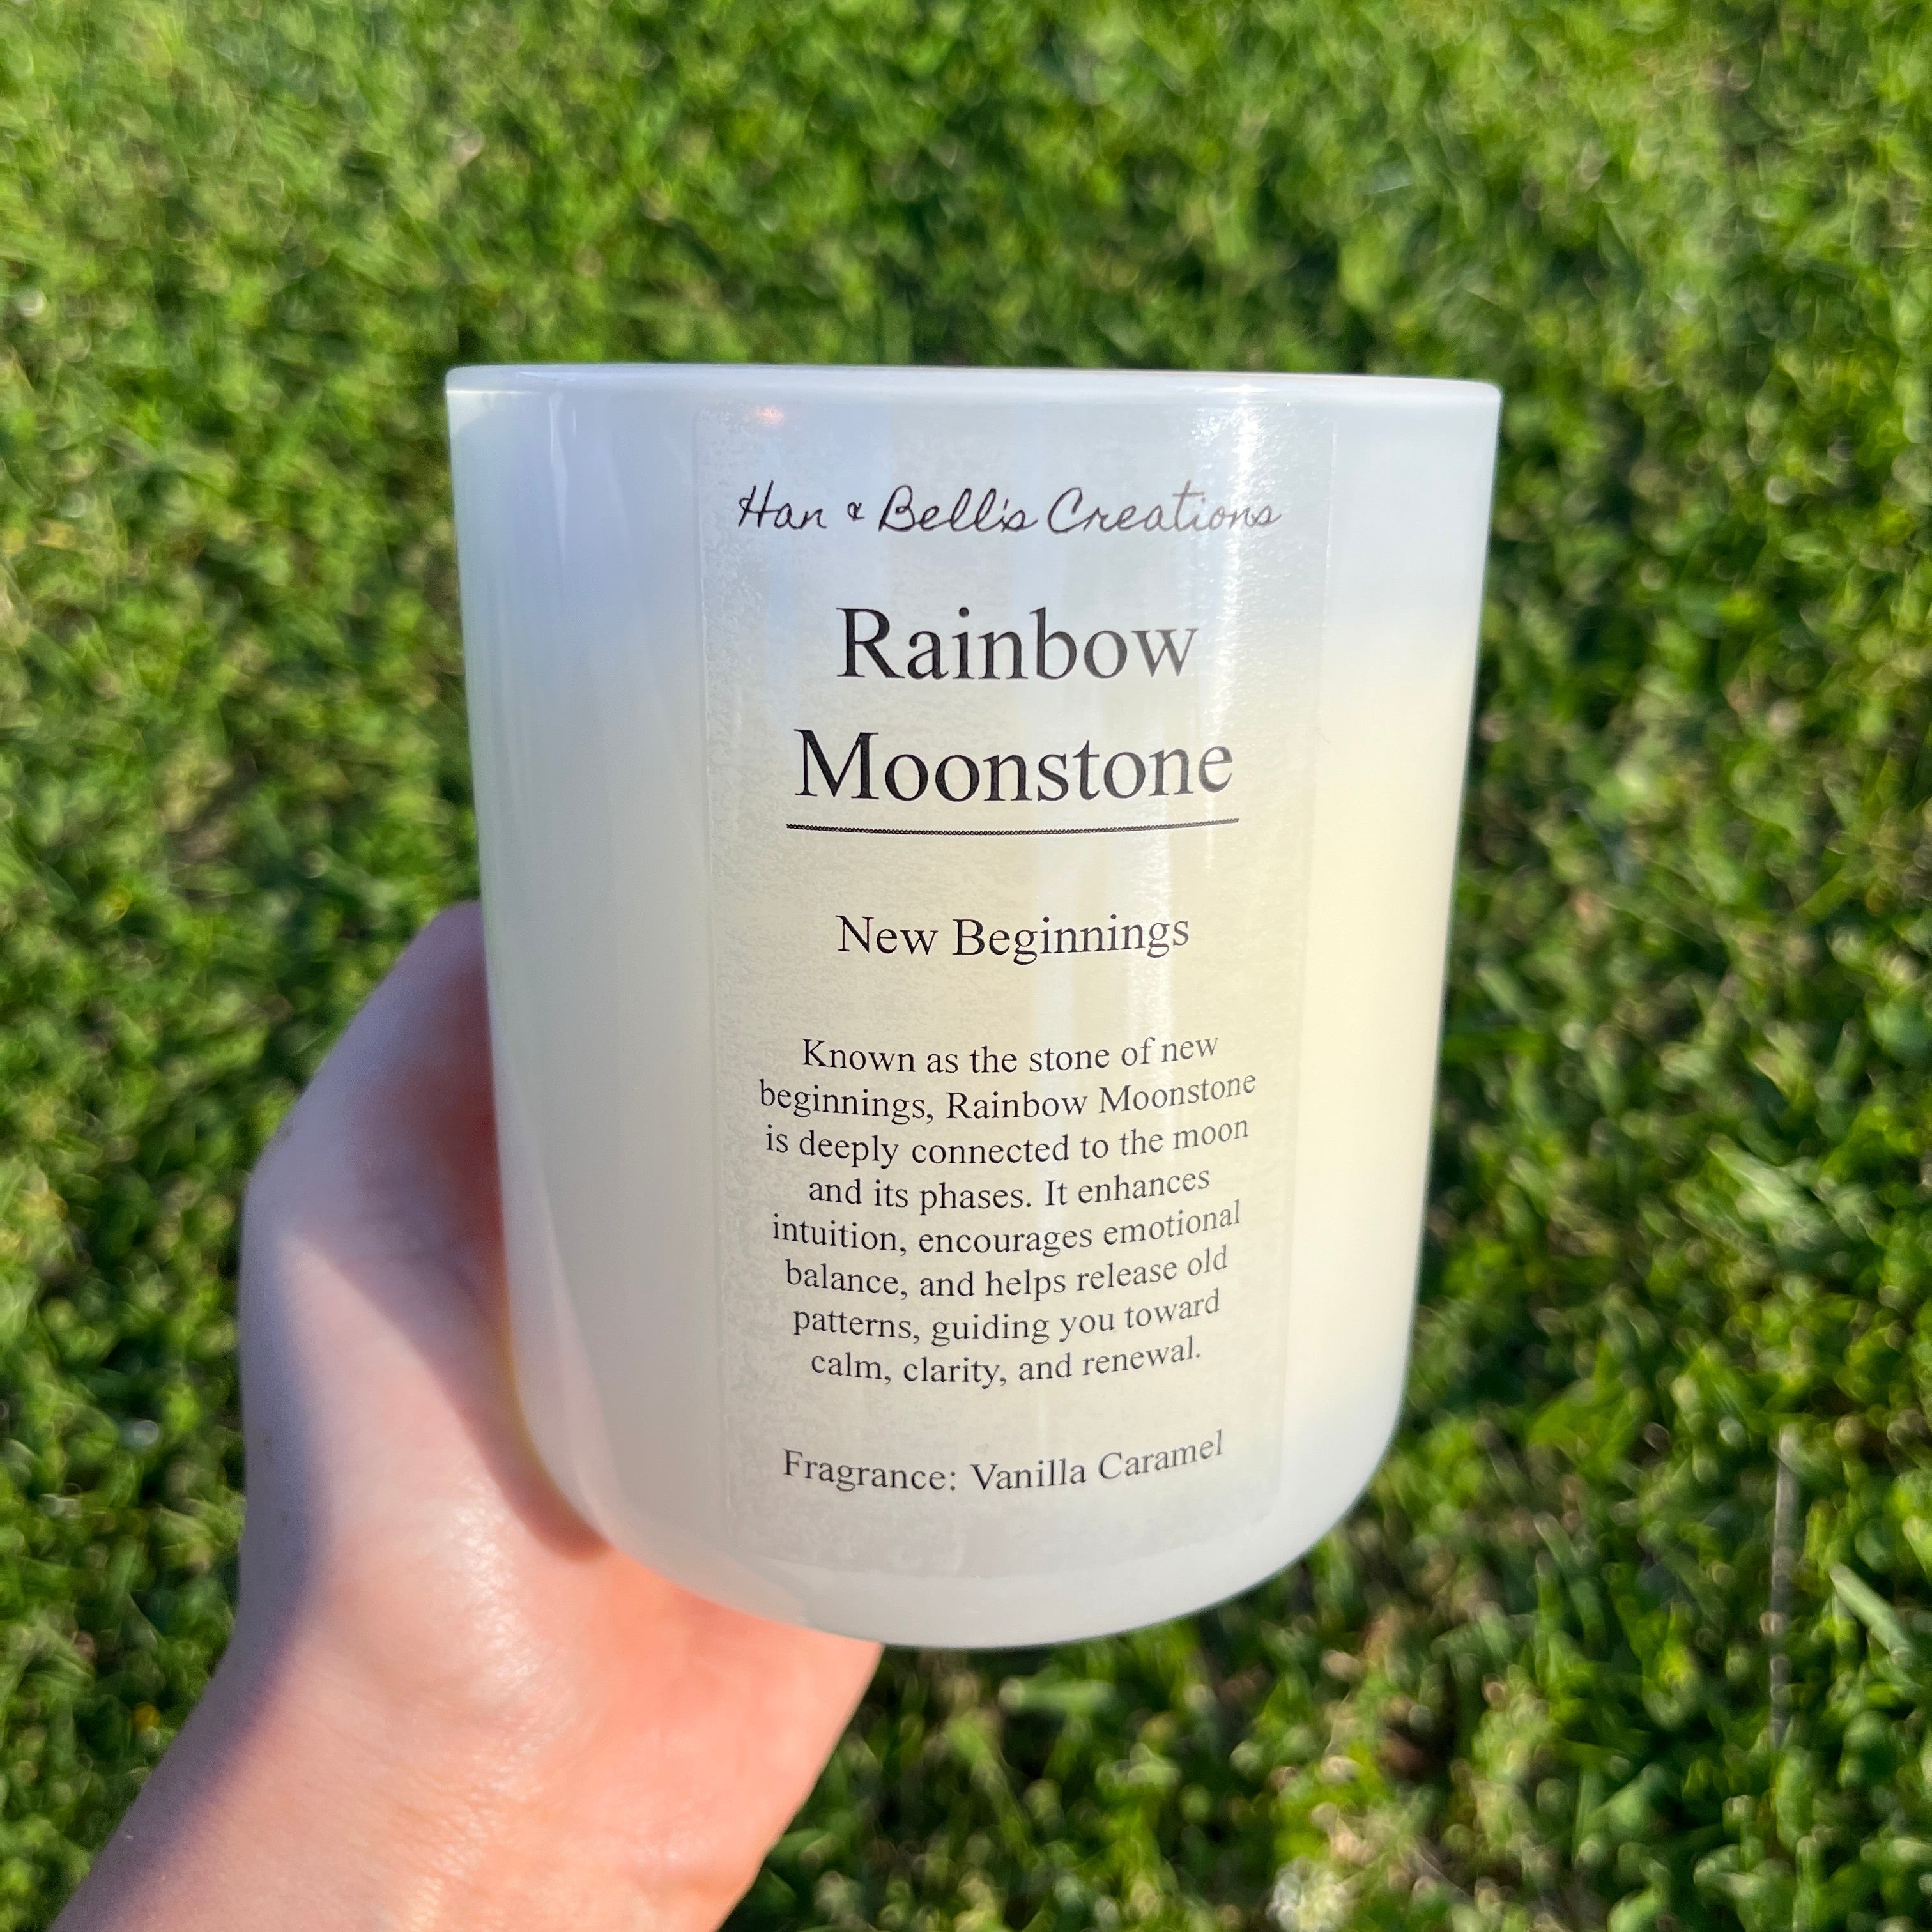 Han & Bell's Creations
Rainbow
Moonstone
New Beginnings
Known as the stone of new
beginnings, Rainbow Moonstone
is deeply connected to the moon
and its phases. It enhances
intuition, encourages emotional
balance, and helps release old
patterns, guiding you toward
calm, clarity, and renewal.
Fragrance: Vanilla Caramel